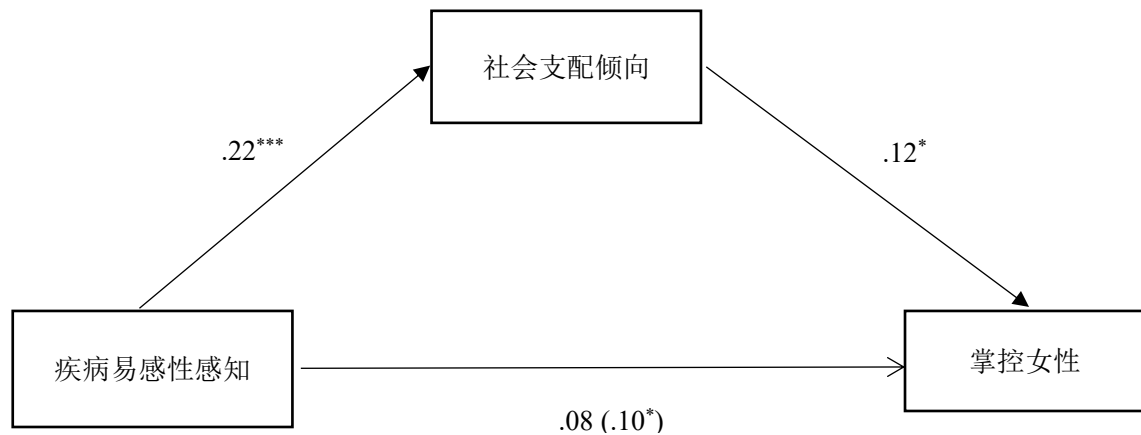 社会支配倾向
.22***
.12*
疾病易感性感知
掌控女性
.08 (.10*)